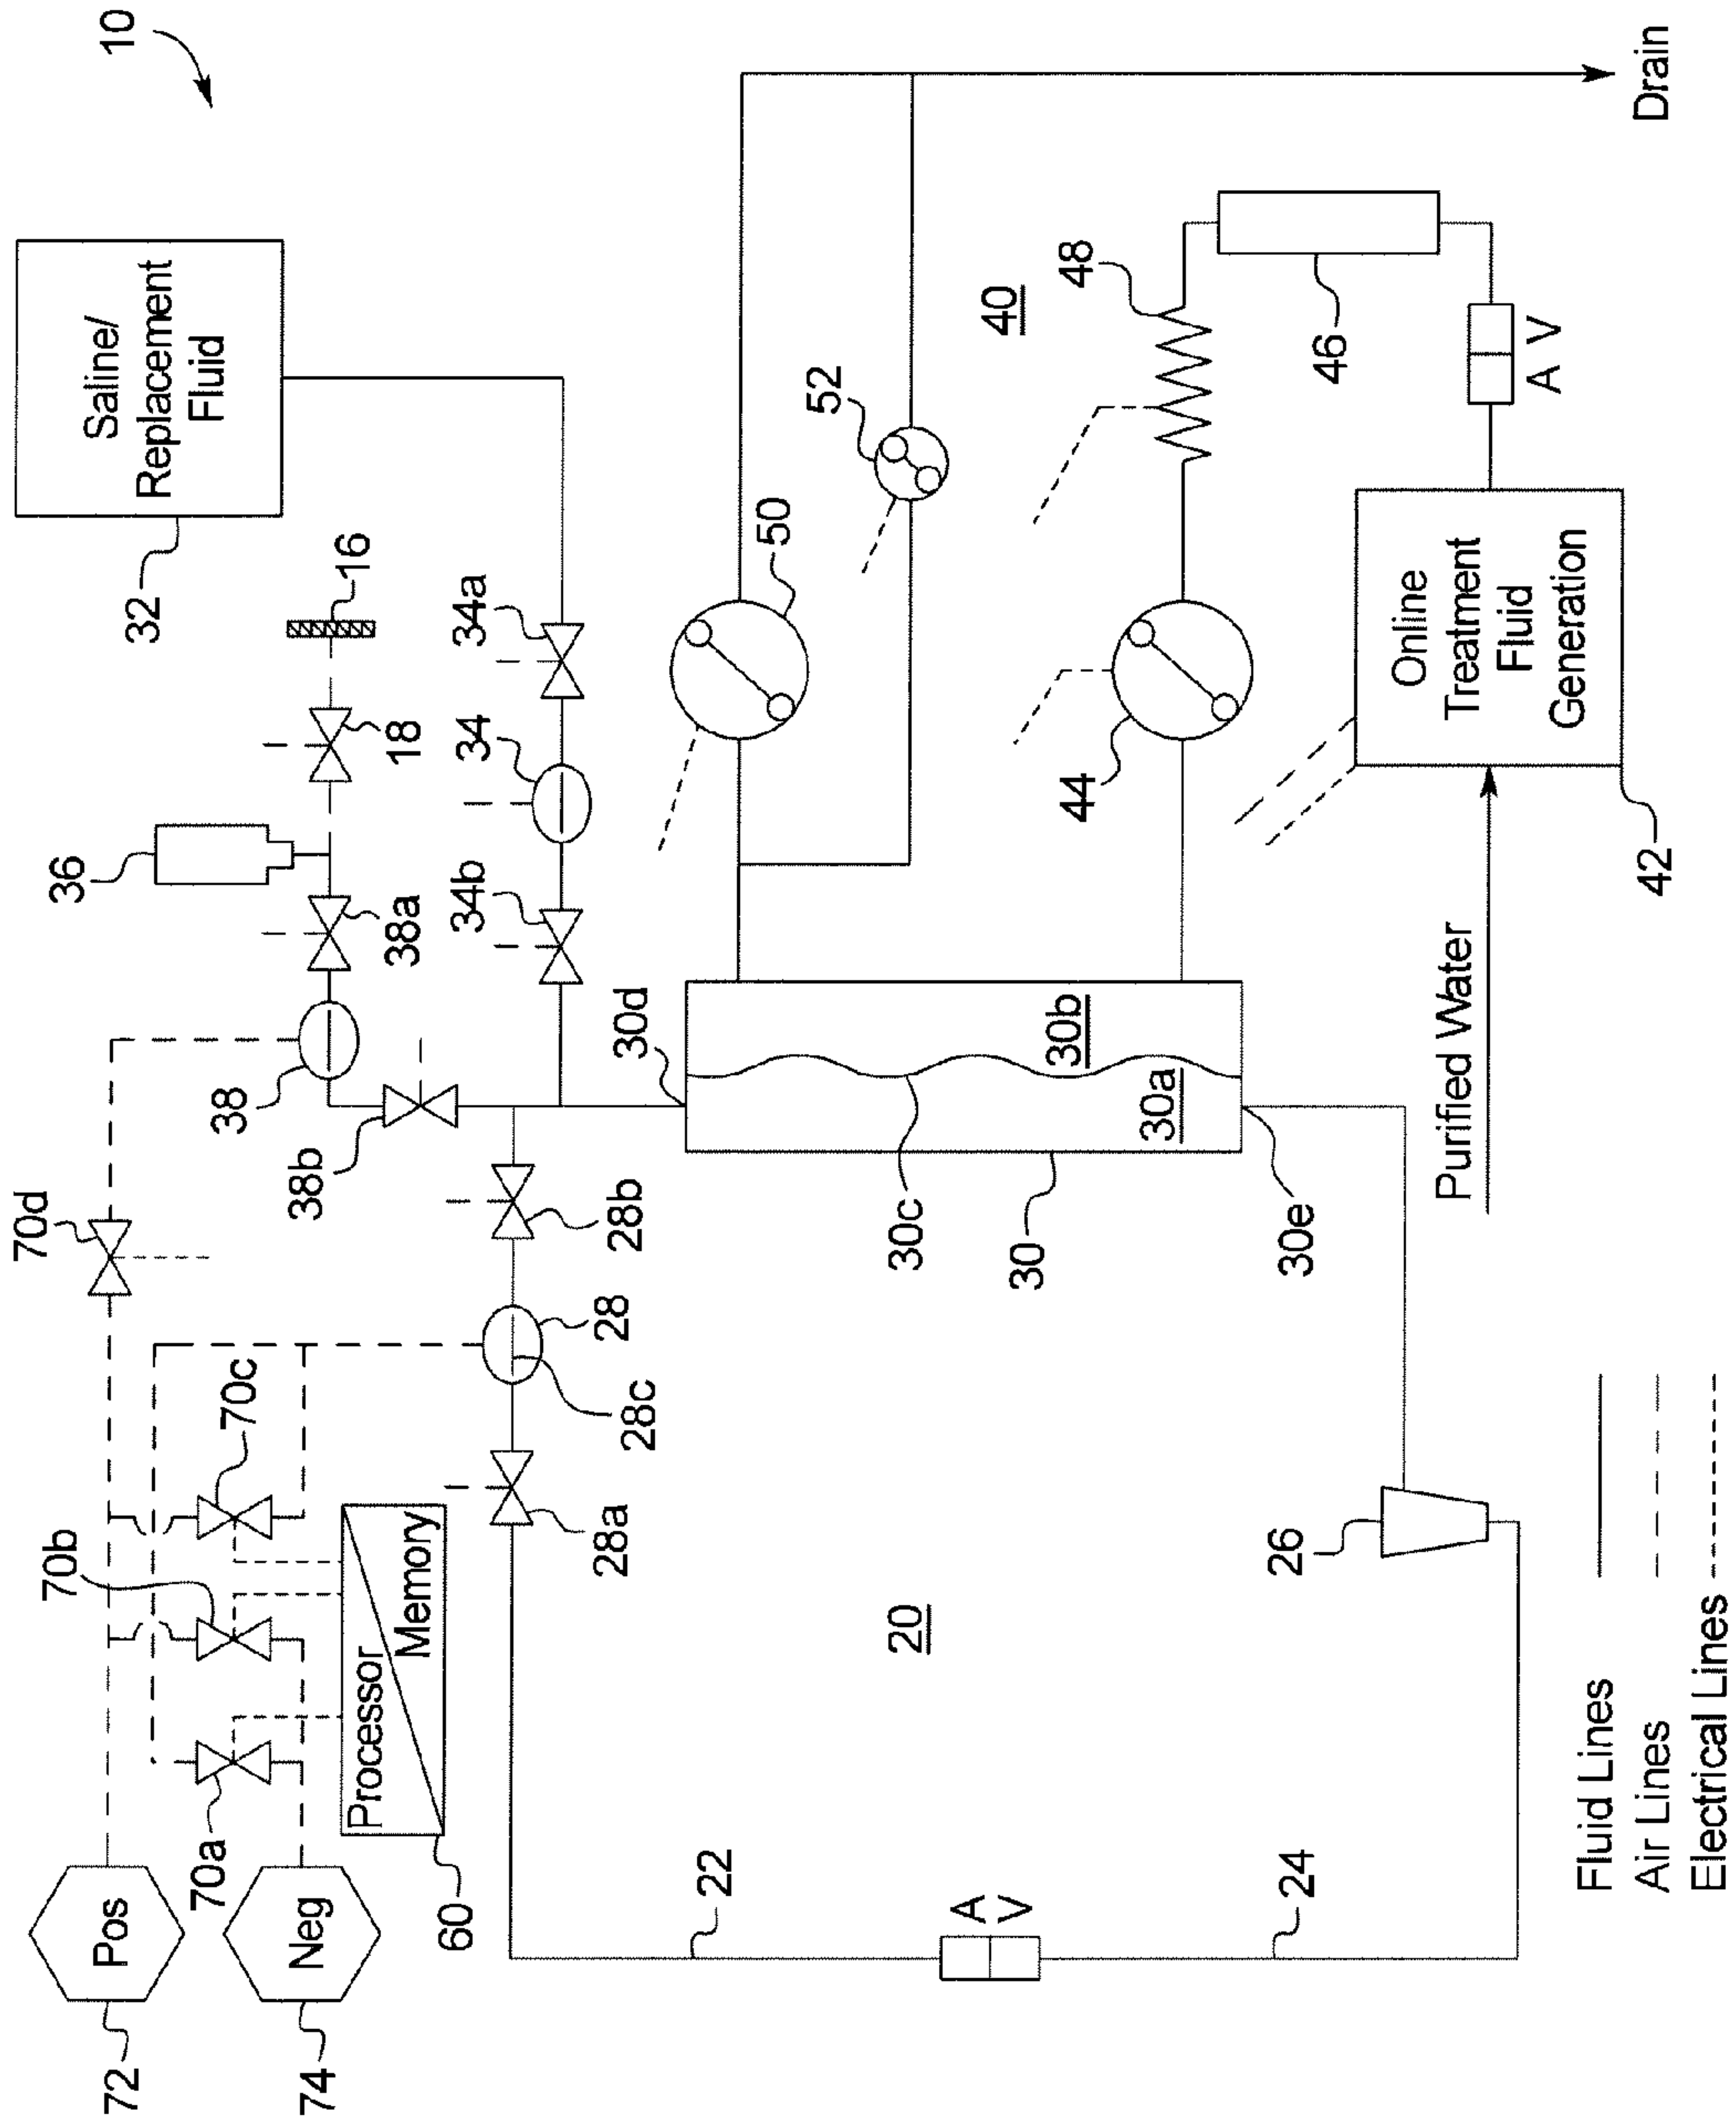 10
Saline/
Replacement
Fluid
32
16
18
36
38a
38
38b
34a
34
34b
70d
70c
70b
70a
Pos
72
Neg
74
Processor
Memory
60
28
28a
28b
28c
30d
30b
30a
30c
30
30e
50
52
40
48
46
44
A V
Online
Treatment
Fluid
Generation
42
Purified Water
Drain
20
22
24
26
A
V
Fluid Lines
Air Lines
Electrical Lines